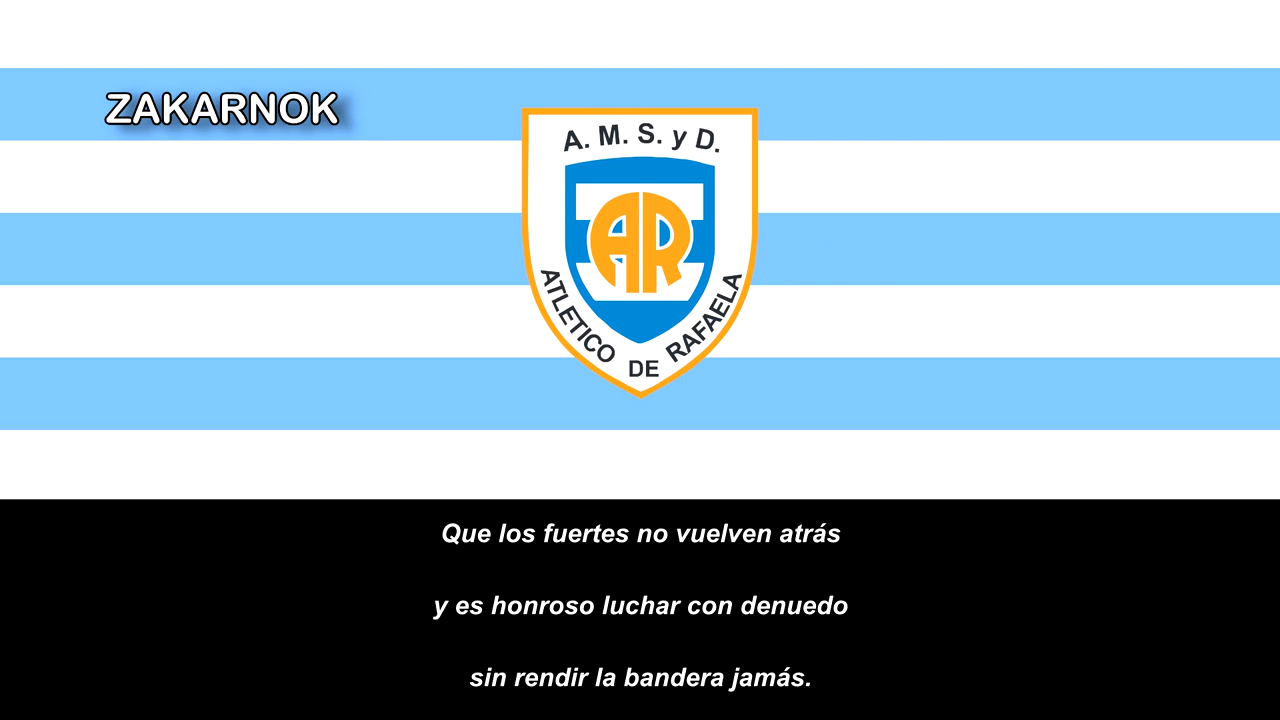 ZAKARNOK
A. M. S. y D.
AR
ATLETICO DE RAFAELA
Que los fuertes no vuelven atrás
y es honroso luchar con denuedo
sin rendir la bandera jamás.